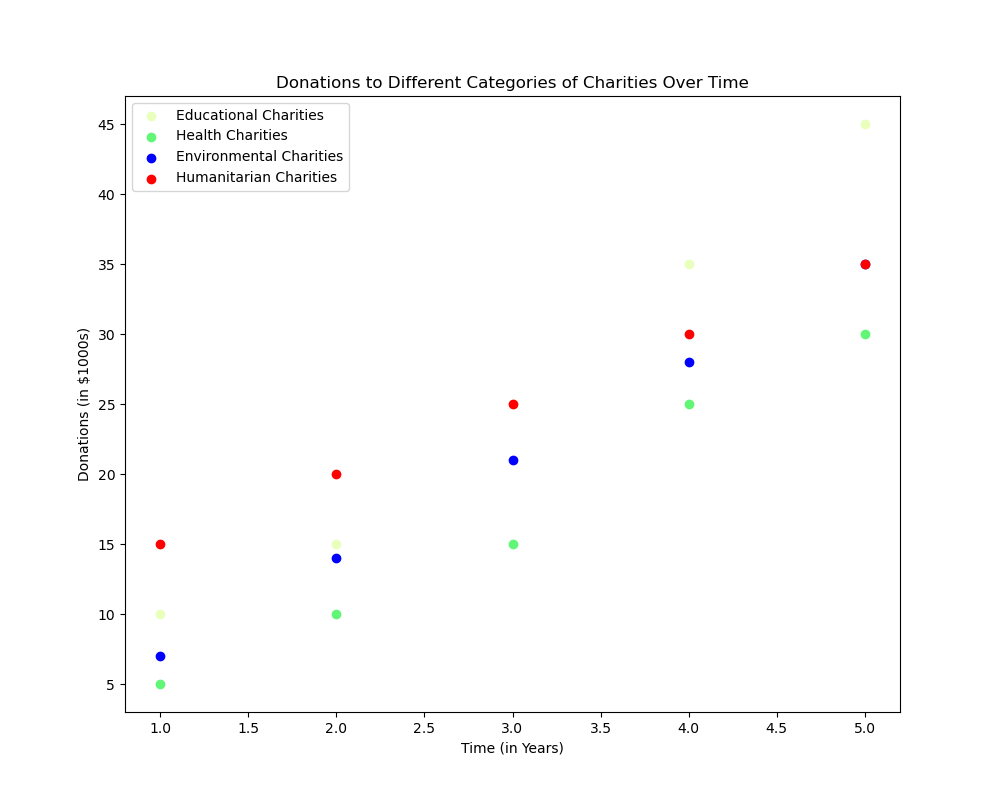 Donations to Different Categories of Charities Over Time
Educational Charities
Health Charities
Environmental Charities
Humanitarian Charities
45
40
35
30
25
20
15
10
5
Donations (in $1000s)
1.0 1.5 2.0 2.5 3.0 3.5 4.0 4.5 5.0
Time (in Years)